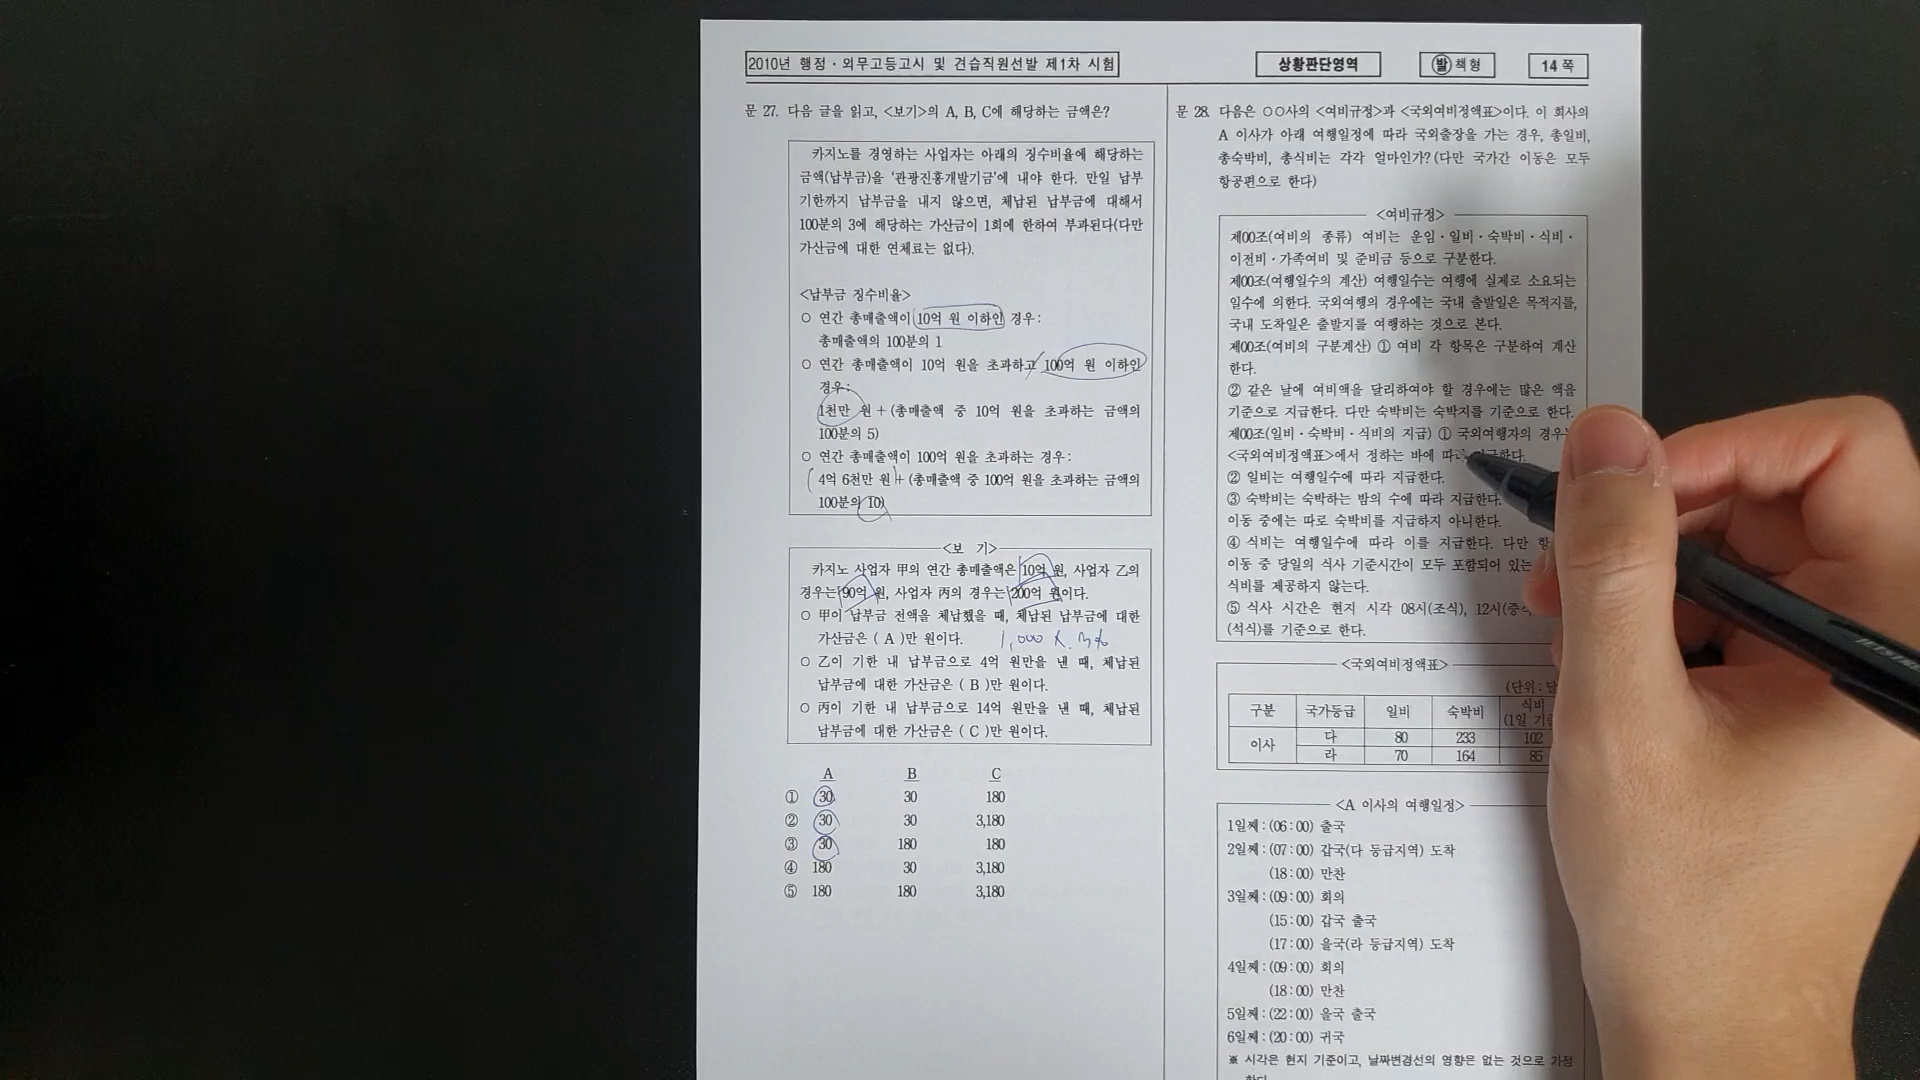 2010년 행정·외무고등고시 및 견습직원선발 제1차 시험
상황판단영역
발 책형
14 쪽
문 27. 다음 글을 읽고, <보기>의 A, B, C에 해당하는 금액은?
카지노를 경영하는 사업자는 아래의 징수비율에 해당하는
금액(납부금)을 ‘관광진흥개발기금’에 내야 한다. 만일 납부
기한까지 납부금을 내지 않으면, 체납된 납부금에 대해서
100분의 3에 해당하는 가산금이 1회에 한하여 부과된다(다만
가산금에 대한 연체료는 없다).
<납부금 징수비율>
○ 연간 총매출액이 10억 원 이하인 경우:
총매출액의 100분의 1
○ 연간 총매출액이 10억 원을 초과하고 100억 원 이하인
경우:
1천만 원 + (총매출액 중 10억 원을 초과하는 금액의
100분의 5)
○ 연간 총매출액이 100억 원을 초과하는 경우:
4억 6천만 원 + (총매출액 중 100억 원을 초과하는 금액의
100분의 10)
<보 기>
카지노 사업자 甲의 연간 총매출액은 10억 원, 사업자 乙의
경우는 90억 원, 사업자 丙의 경우는 200억 원이다.
○ 甲이 납부금 전액을 체납했을 때, 체납된 납부금에 대한
가산금은 ( A )만 원이다. 1,000 X 3%
○ 乙이 기한 내 납부금으로 4억 원만을 낸 때, 체납된
납부금에 대한 가산금은 ( B )만 원이다.
○ 丙이 기한 내 납부금으로 14억 원만을 낸 때, 체납된
납부금에 대한 가산금은 ( C )만 원이다.
A B C
① 30 30 180
② 30 30 3,180
③ 30 180 180
④ 180 30 3,180
⑤ 180 180 3,180
문 28. 다음은 ○○사의 <여비규정>과 <국외여비정액표>이다. 이 회사의
A 이사가 아래 여행일정에 따라 국외출장을 가는 경우, 총일비,
총숙박비, 총식비는 각각 얼마인가? (다만 국가간 이동은 모두
항공편으로 한다)
<여비규정>
제00조(여비의 종류) 여비는 운임·일비·숙박비·식비·
이전비·가족여비 및 준비금 등으로 구분한다.
제00조(여행일수의 계산) 여행일수는 여행에 실제로 소요되는
일수에 의한다. 국외여행의 경우에는 국내 출발일은 목적지를,
국내 도착일은 출발지를 여행하는 것으로 본다.
제00조(여비의 구분계산) ① 여비 각 항목은 구분하여 계산
한다.
② 같은 날에 여비액을 달리하여야 할 경우에는 많은 액을
기준으로 지급한다. 다만 숙박비는 숙박지를 기준으로 한다.
제00조(일비·숙박비·식비의 지급) ① 국외여행자의 경우는
<국외여비정액표>에서 정하는 바에 따 지급한다.
② 일비는 여행일수에 따라 지급한다.
③ 숙박비는 숙박하는 밤의 수에 따라 지급한다.
이동 중에는 따로 숙박비를 지급하지 아니한다.
④ 식비는 여행일수에 따라 이를 지급한다. 다만 항
이동 중 당일의 식사 기준시간이 모두 포함되어 있는
식비를 제공하지 않는다.
⑤ 식사 시간은 현지 시각 08시(조식), 12시(중식
(석식)를 기준으로 한다.
<국외여비정액표>
(단위:
구분 국가등급 일비 숙박비 식비
(1일 기준
이사 다 80 233 102
라 70 164 85
<A 이사의 여행일정>
1일째: (06:00) 출국
2일째: (07:00) 갑국(다 등급지역) 도착
(18:00) 만찬
3일째: (09:00) 회의
(15:00) 갑국 출국
(17:00) 을국(라 등급지역) 도착
4일째: (09:00) 회의
(18:00) 만찬
5일째: (22:00) 을국 출국
6일째: (20:00) 귀국
※ 시각은 현지 기준이고, 날짜변경선의 영향은 없는 것으로 가정
한다.